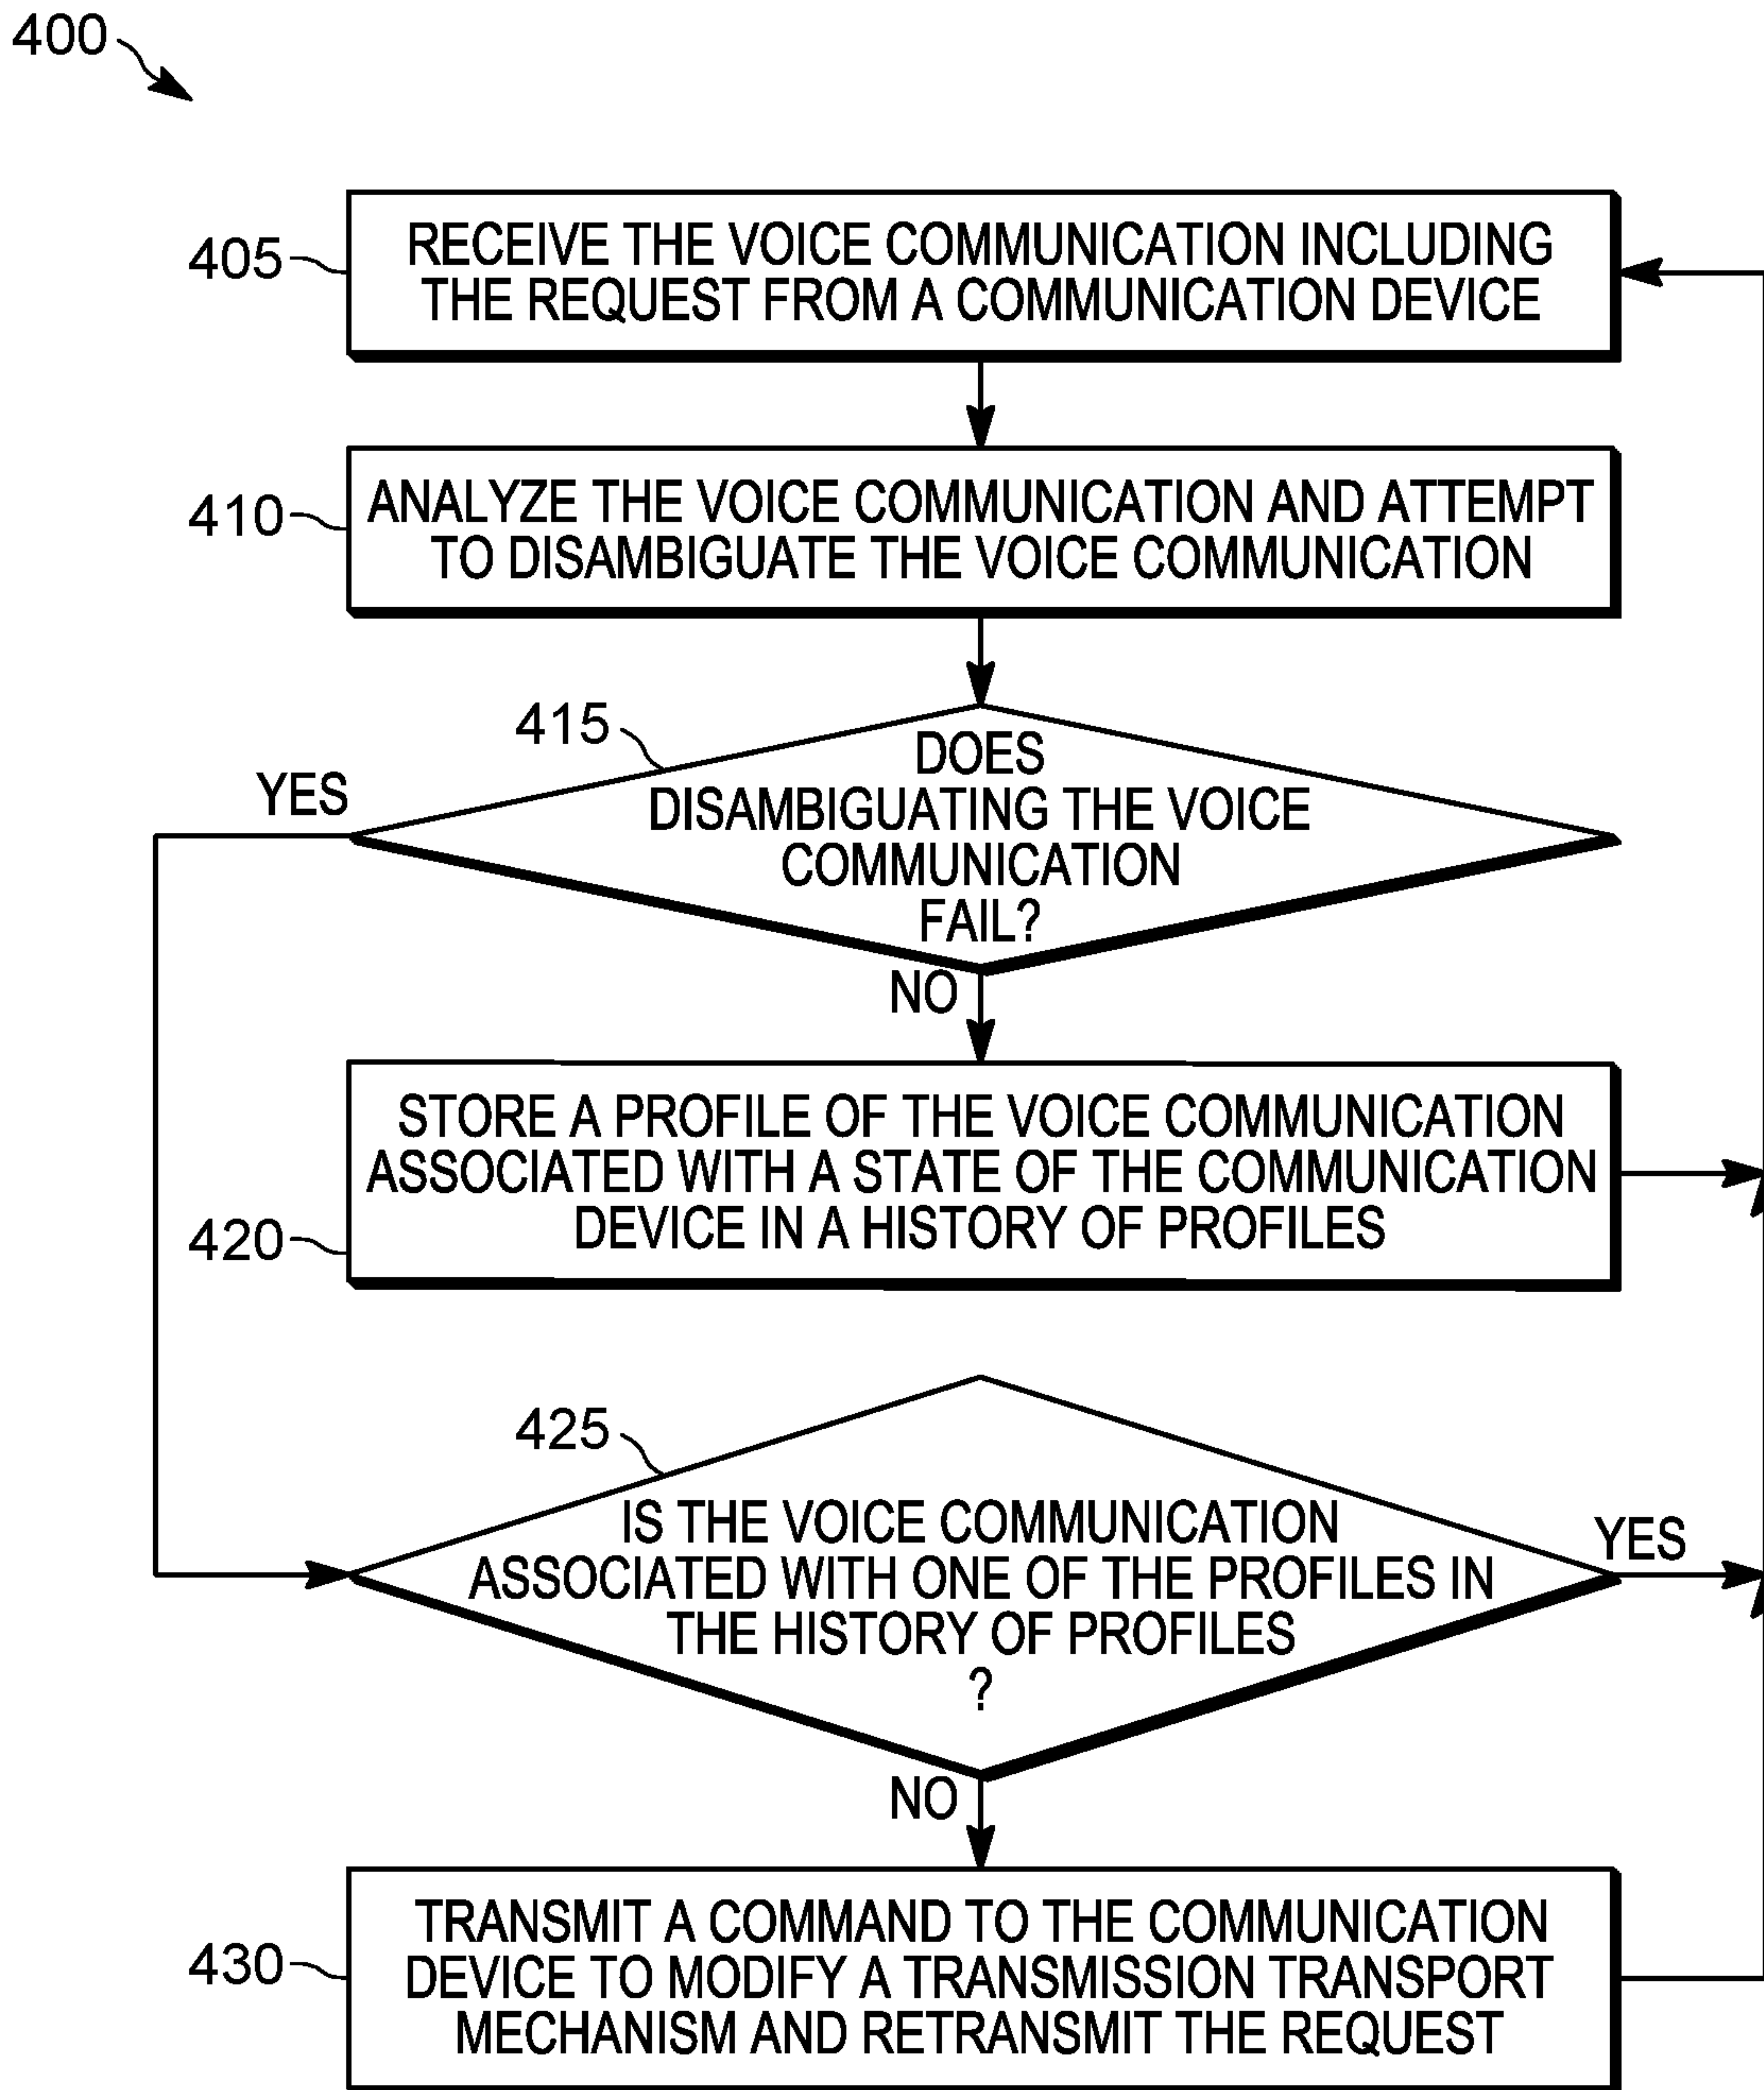 400
405
RECEIVE THE VOICE COMMUNICATION INCLUDING
THE REQUEST FROM A COMMUNICATION DEVICE
410
ANALYZE THE VOICE COMMUNICATION AND ATTEMPT
TO DISAMBIGUATE THE VOICE COMMUNICATION
415
YES
DOES
DISAMBIGUATING THE VOICE
COMMUNICATION
FAIL?
NO
420
STORE A PROFILE OF THE VOICE COMMUNICATION
ASSOCIATED WITH A STATE OF THE COMMUNICATION
DEVICE IN A HISTORY OF PROFILES
425
IS THE VOICE COMMUNICATION
ASSOCIATED WITH ONE OF THE PROFILES IN
THE HISTORY OF PROFILES
?
YES
NO
430
TRANSMIT A COMMAND TO THE COMMUNICATION
DEVICE TO MODIFY A TRANSMISSION TRANSPORT
MECHANISM AND RETRANSMIT THE REQUEST